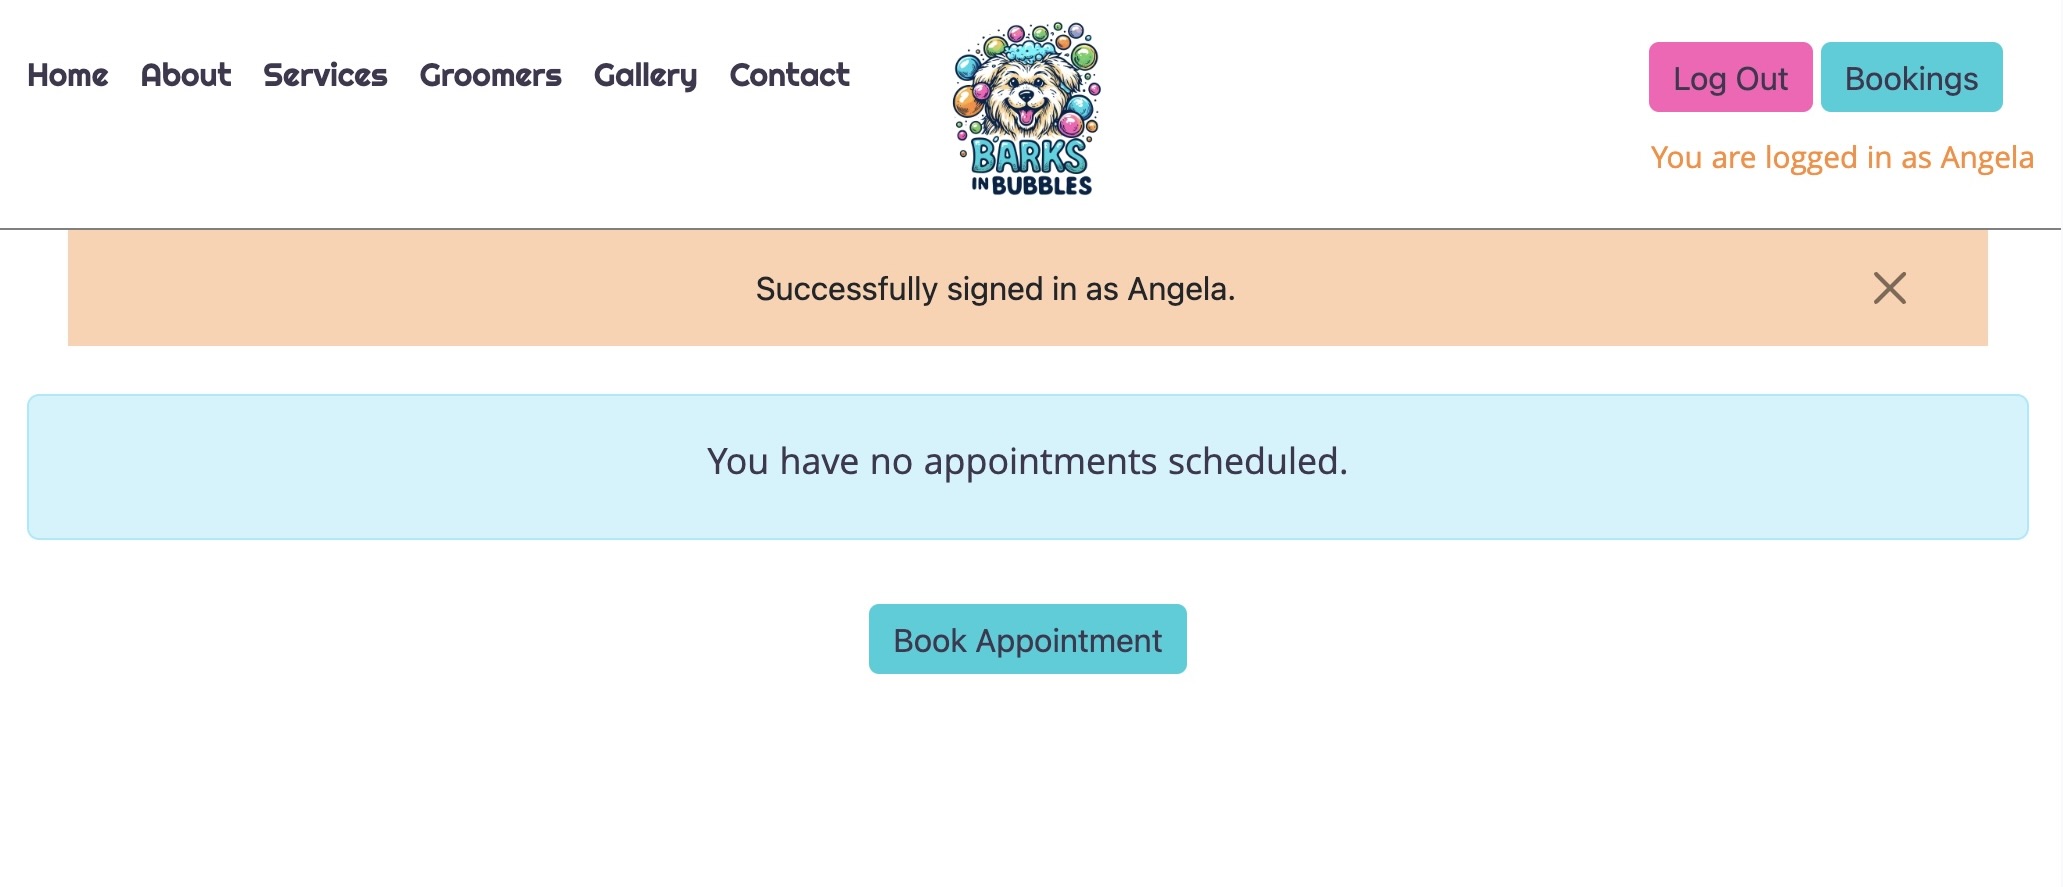 Home About Services Groomers Gallery Contact
BARKS
IN BUBBLES
Log Out Bookings
You are logged in as Angela
Successfully signed in as Angela.
You have no appointments scheduled.
Book Appointment